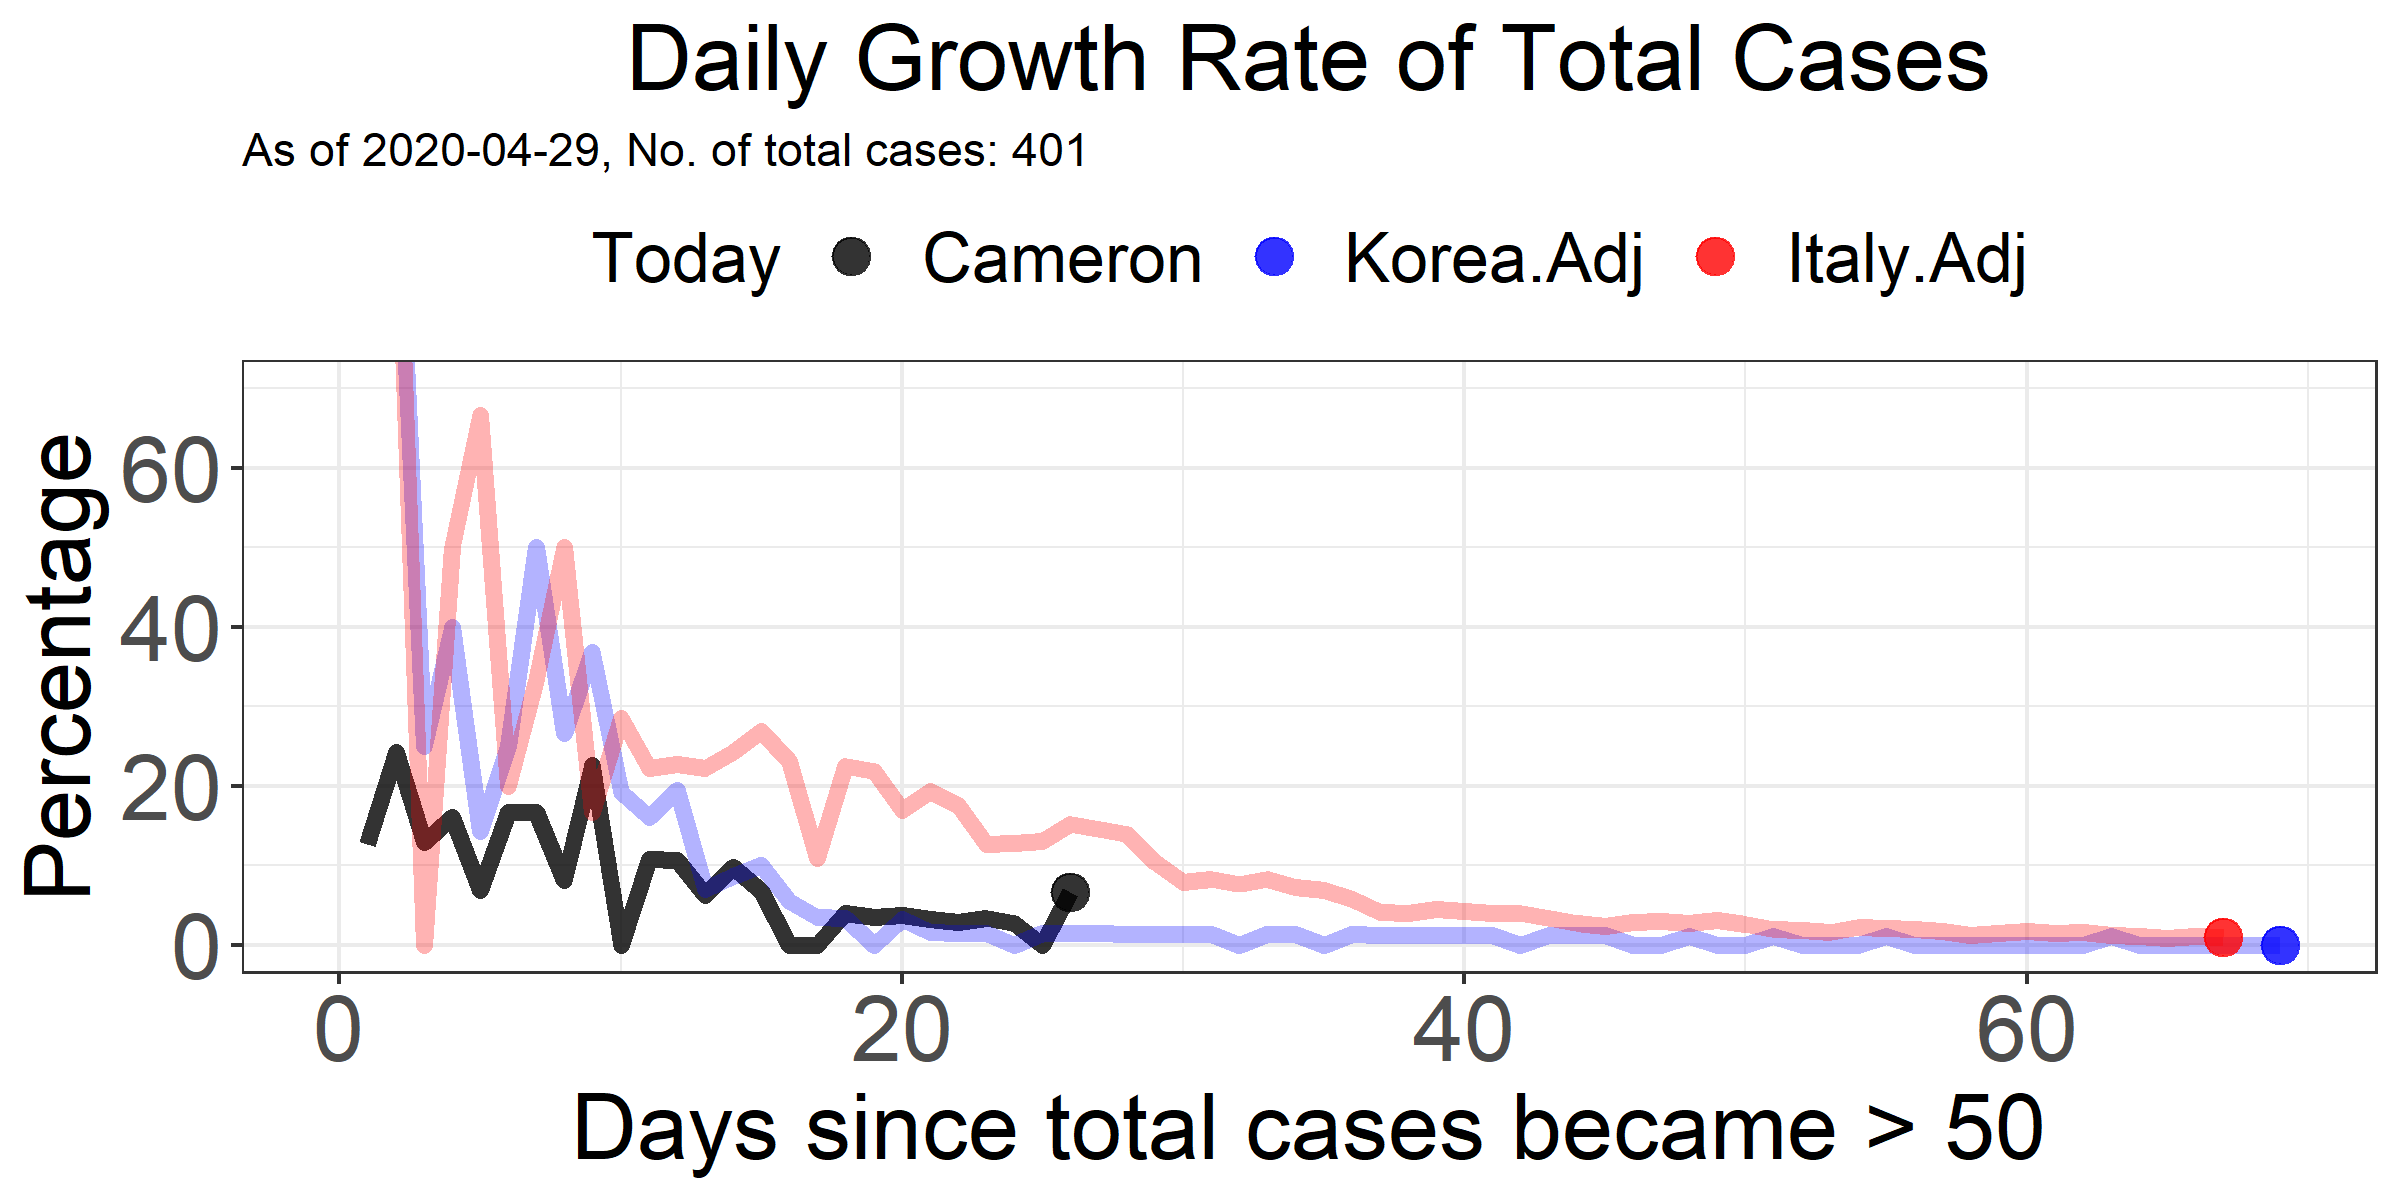 Daily Growth Rate of Total Cases
As of 2020-04-29, No. of total cases: 401
Today Cameron Korea.Adj Italy.Adj
Percentage
60
40
20
0
0 20 40 60
Days since total cases became > 50